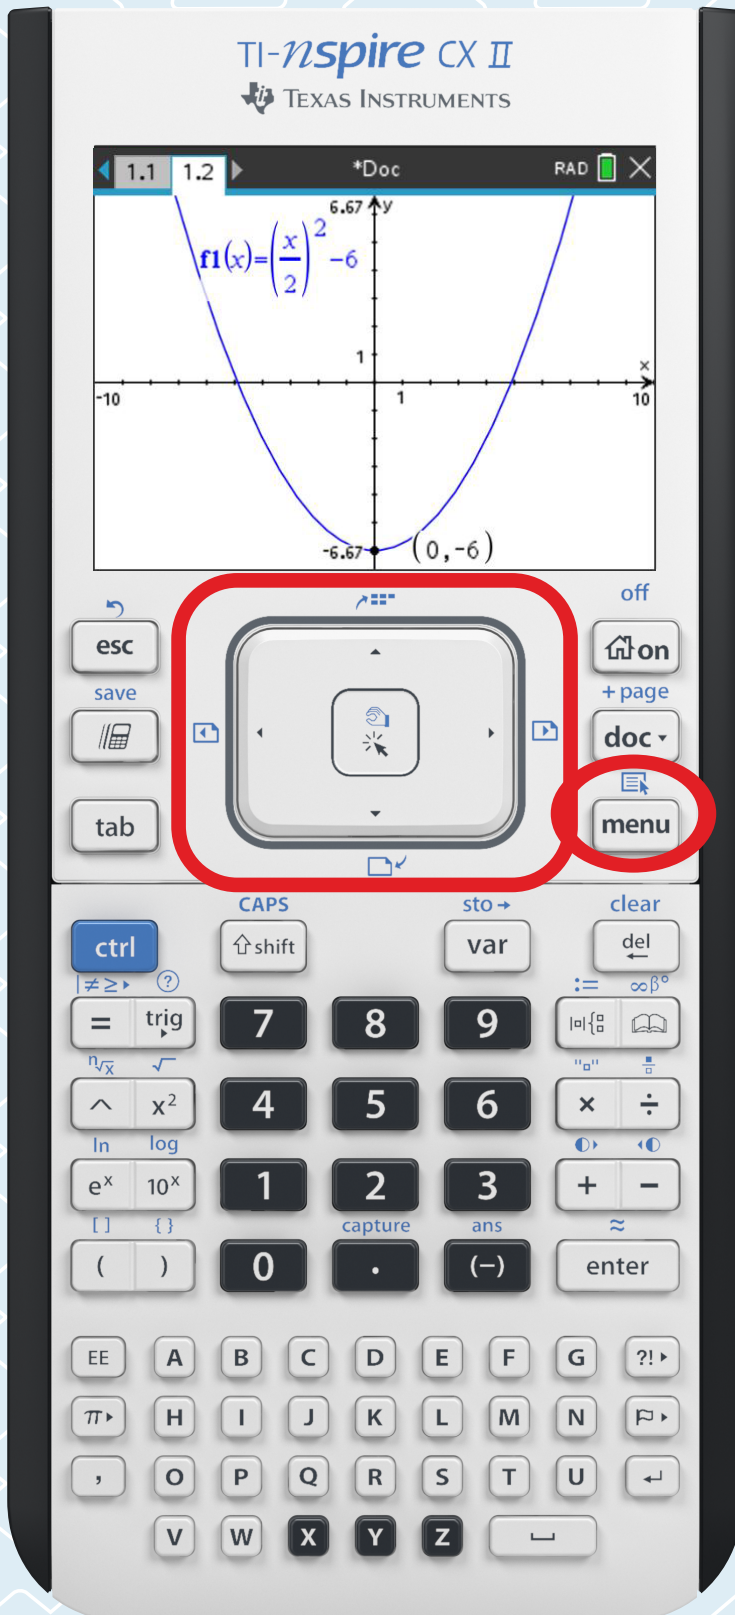 TI-nspire CX II
TEXAS INSTRUMENTS
1.1 1.2 *Doc RAD
6.67 y
f1(x)=(x/2)^2-6
1
x
-10 1 10
-6.67 (0,-6)
off
esc on
save + page
doc
tab menu
CAPS sto→ clear
ctrl ⇧shift var del
|≠≥▸ ? := ∞β°
= trig 7 8 9 |□|{
ⁿ√x √ "□"
^ x² 4 5 6 × ÷
ln log
eˣ 10ˣ 1 2 3 + −
[ ] { } capture ans ≈
( ) 0 . (−) enter
EE A B C D E F G ?!▸
π▸ H I J K L M N
, O P Q R S T U ↵
V W X Y Z